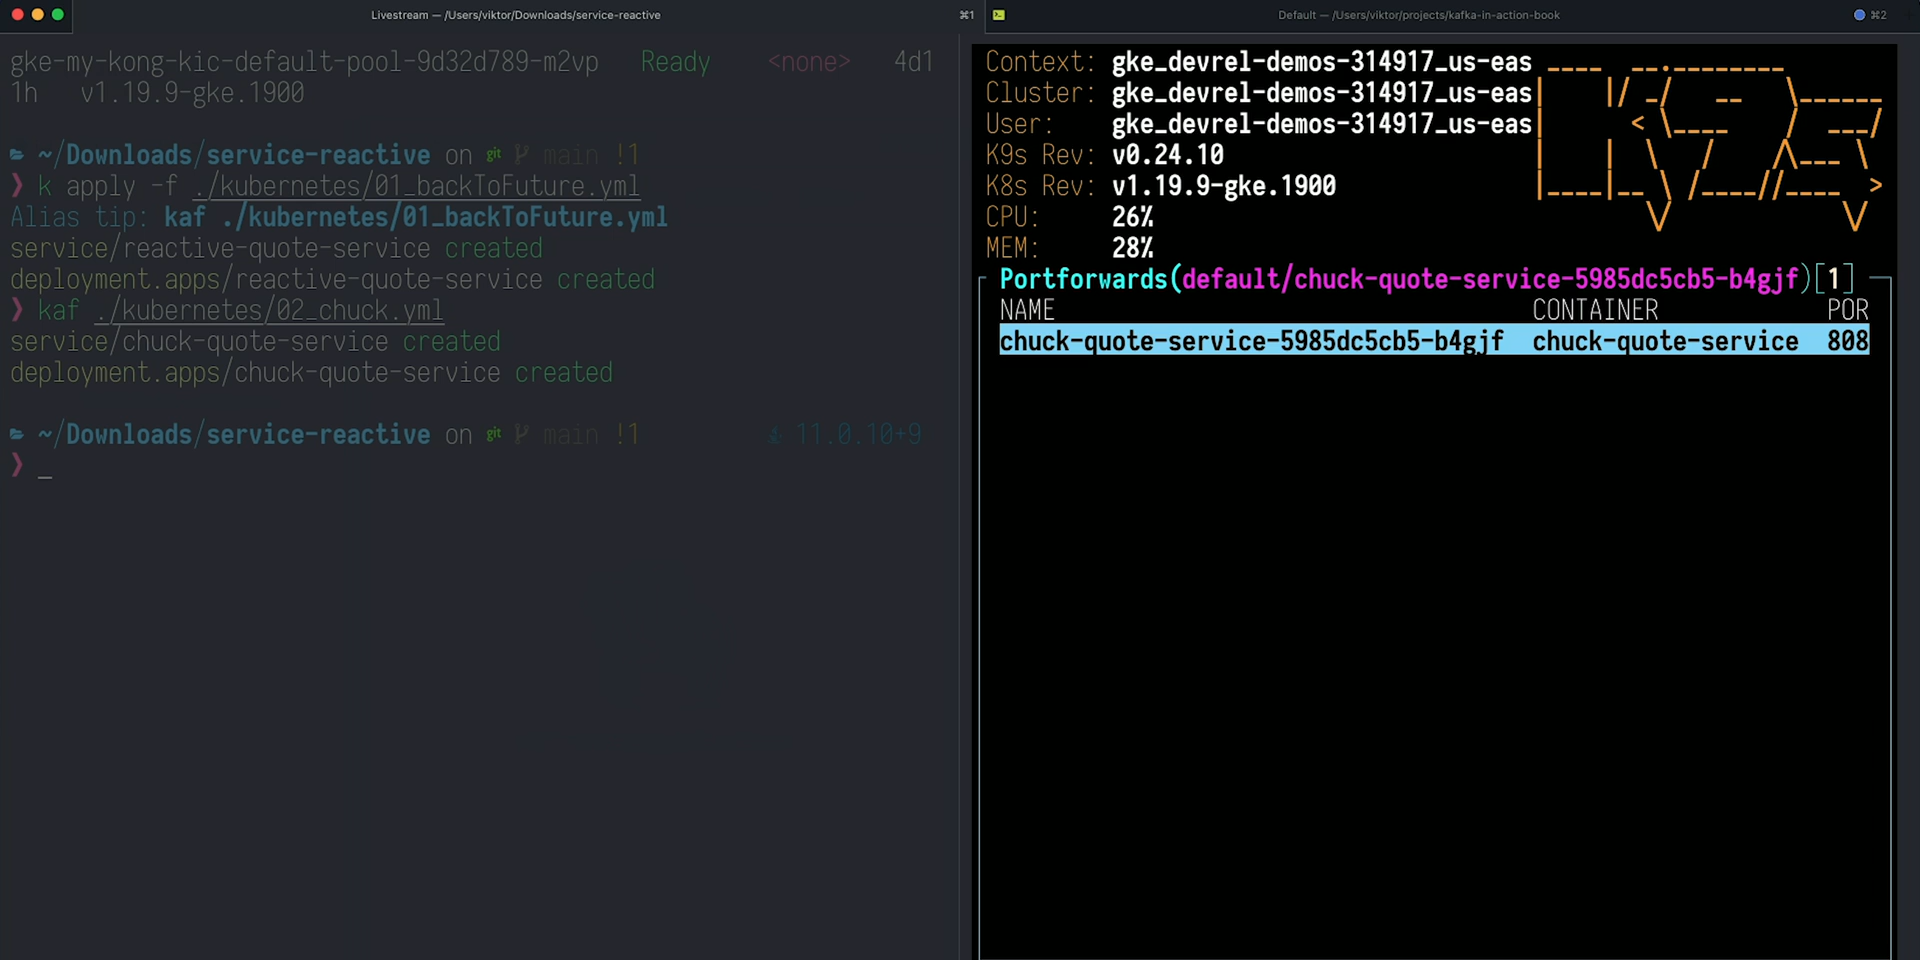 Livestream — /Users/viktor/Downloads/service-reactive ⌘1
gke-my-kong-kic-default-pool-9d32d789-m2vp Ready <none> 4d1
1h v1.19.9-gke.1900
~/Downloads/service-reactive on git main !1
❯ k apply -f ./kubernetes/01_backToFuture.yml
Alias tip: kaf ./kubernetes/01_backToFuture.yml
service/reactive-quote-service created
deployment.apps/reactive-quote-service created
❯ kaf ./kubernetes/02_chuck.yml
service/chuck-quote-service created
deployment.apps/chuck-quote-service created
~/Downloads/service-reactive on git main !1 11.0.10+9
❯ _
Default — /Users/viktor/projects/kafka-in-action-book ⌘2
Context: gke_devrel-demos-314917_us-eas
Cluster: gke_devrel-demos-314917_us-eas
User: gke_devrel-demos-314917_us-eas
K9s Rev: v0.24.10
K8s Rev: v1.19.9-gke.1900
CPU: 26%
MEM: 28%
Portforwards(default/chuck-quote-service-5985dc5cb5-b4gjf)[1]
NAME CONTAINER POR
chuck-quote-service-5985dc5cb5-b4gjf chuck-quote-service 808